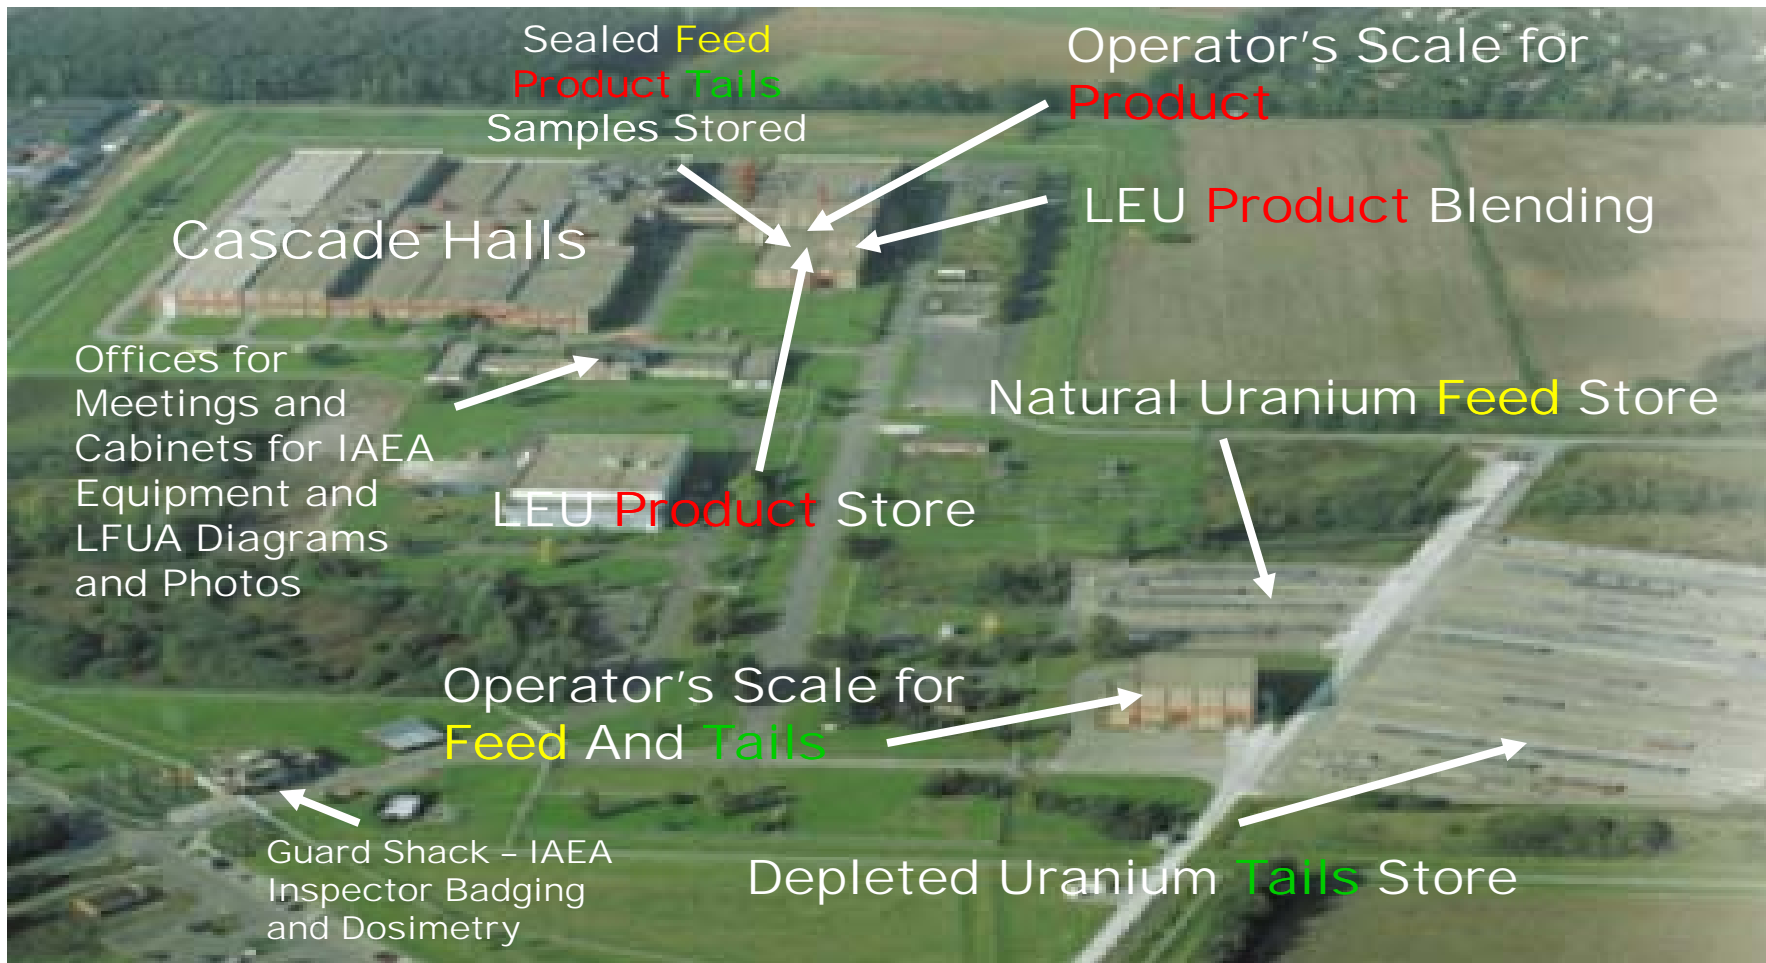 Sealed Feed
Product Tails
Samples Stored
Operator's Scale for
Product
LEU Product Blending
Cascade Halls
Offices for
Meetings and
Cabinets for IAEA
Equipment and
LFUA Diagrams
and Photos
Natural Uranium Feed Store
LEU Product Store
Operator's Scale for
Feed And Tails
Guard Shack – IAEA
Inspector Badging
and Dosimetry
Depleted Uranium Tails Store